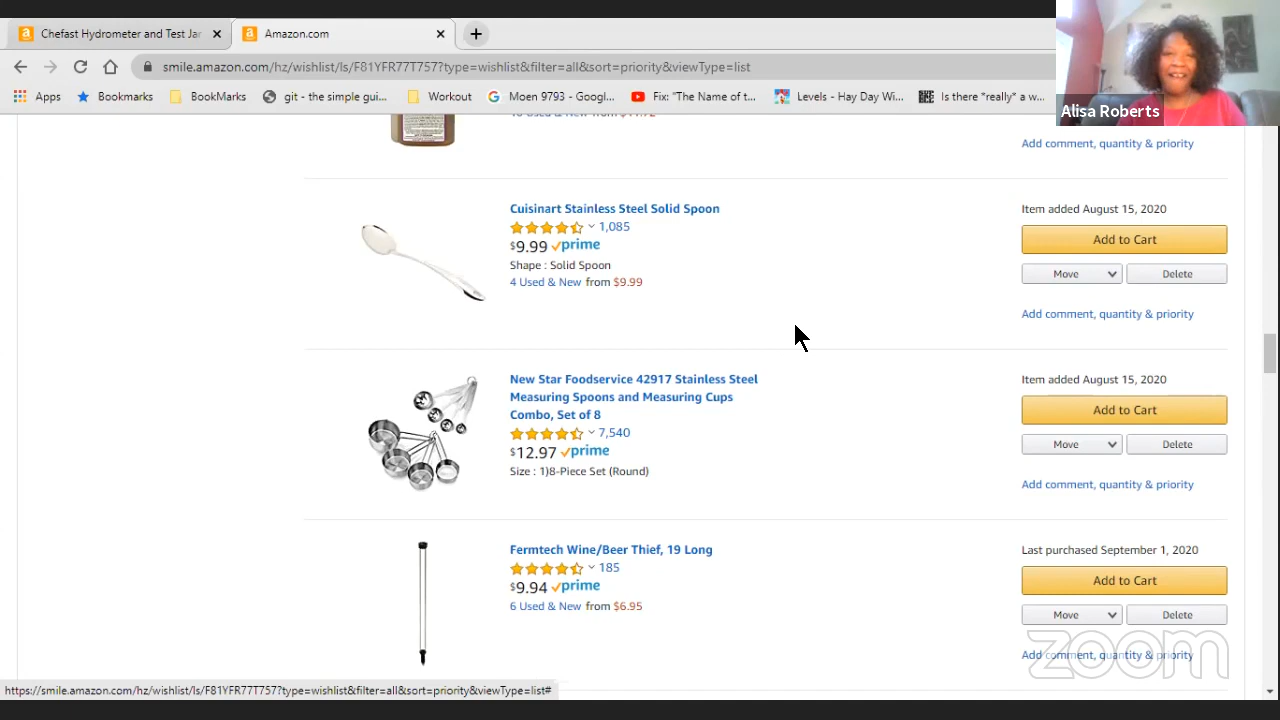 Chefast Hydrometer and Test Jar
Amazon.com
smile.amazon.com/hz/wishlist/ls/F81YFR77T757?type=wishlist&filter=all&sort=priority&viewType=list
Apps
Bookmarks
BookMarks
git - the simple gui...
Workout
Moen 9793 - Googl...
Fix: "The Name of t...
Levels - Hay Day Wi...
Is there *really* a w...
Alisa Roberts
Add comment, quantity & priority
Cuisinart Stainless Steel Solid Spoon
1,085
$9.99 prime
Shape : Solid Spoon
4 Used & New from $9.99
Item added August 15, 2020
Add to Cart
Move
Delete
Add comment, quantity & priority
New Star Foodservice 42917 Stainless Steel
Measuring Spoons and Measuring Cups
Combo, Set of 8
7,540
$12.97 prime
Size : 1)8-Piece Set (Round)
Item added August 15, 2020
Add to Cart
Move
Delete
Add comment, quantity & priority
Fermtech Wine/Beer Thief, 19 Long
185
$9.94 prime
6 Used & New from $6.95
Last purchased September 1, 2020
Add to Cart
Move
Delete
Add comment, quantity & priority
zoom
https://smile.amazon.com/hz/wishlist/ls/F81YFR77T757?type=wishlist&filter=all&sort=priority&viewType=list#